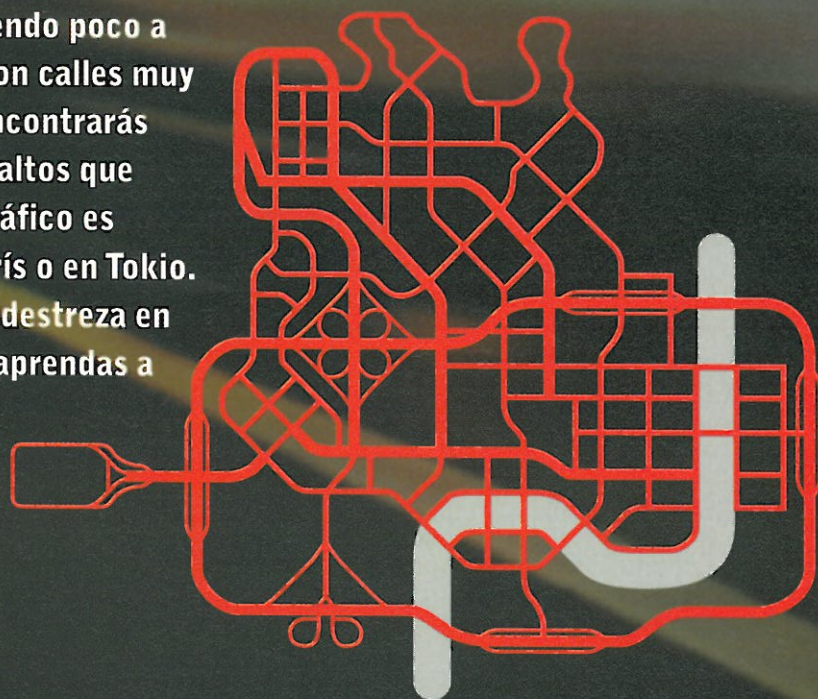 endo poco a
on calles muy
ncontrarás
altos que
áfico es
rís o en Tokio.
destreza en
aprendas a